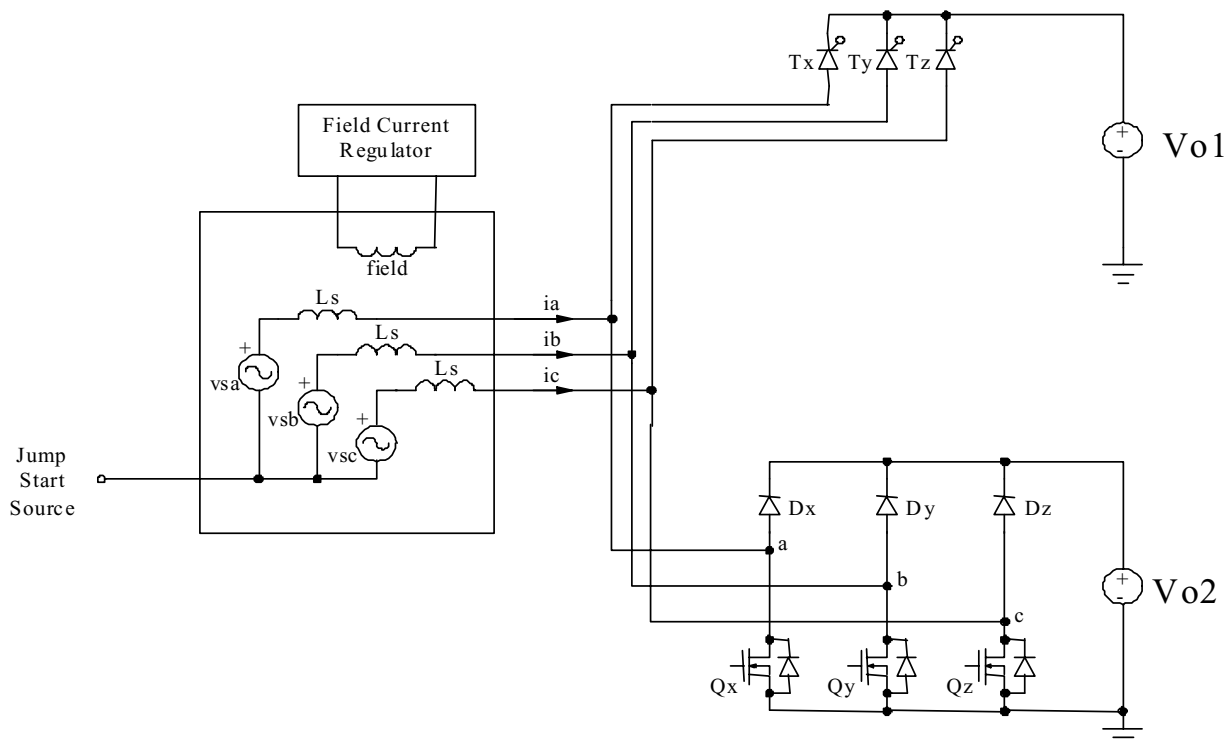 Tx
Ty
Tz
+
-
Vo1
Field Current
Regulator
field
Ls
ia
Ls
ib
Ls
ic
+
vsa
+
vsb
+
vsc
Jump
Start
Source
Dx
Dy
Dz
a
b
c
+
-
Vo2
Qx
Qy
Qz